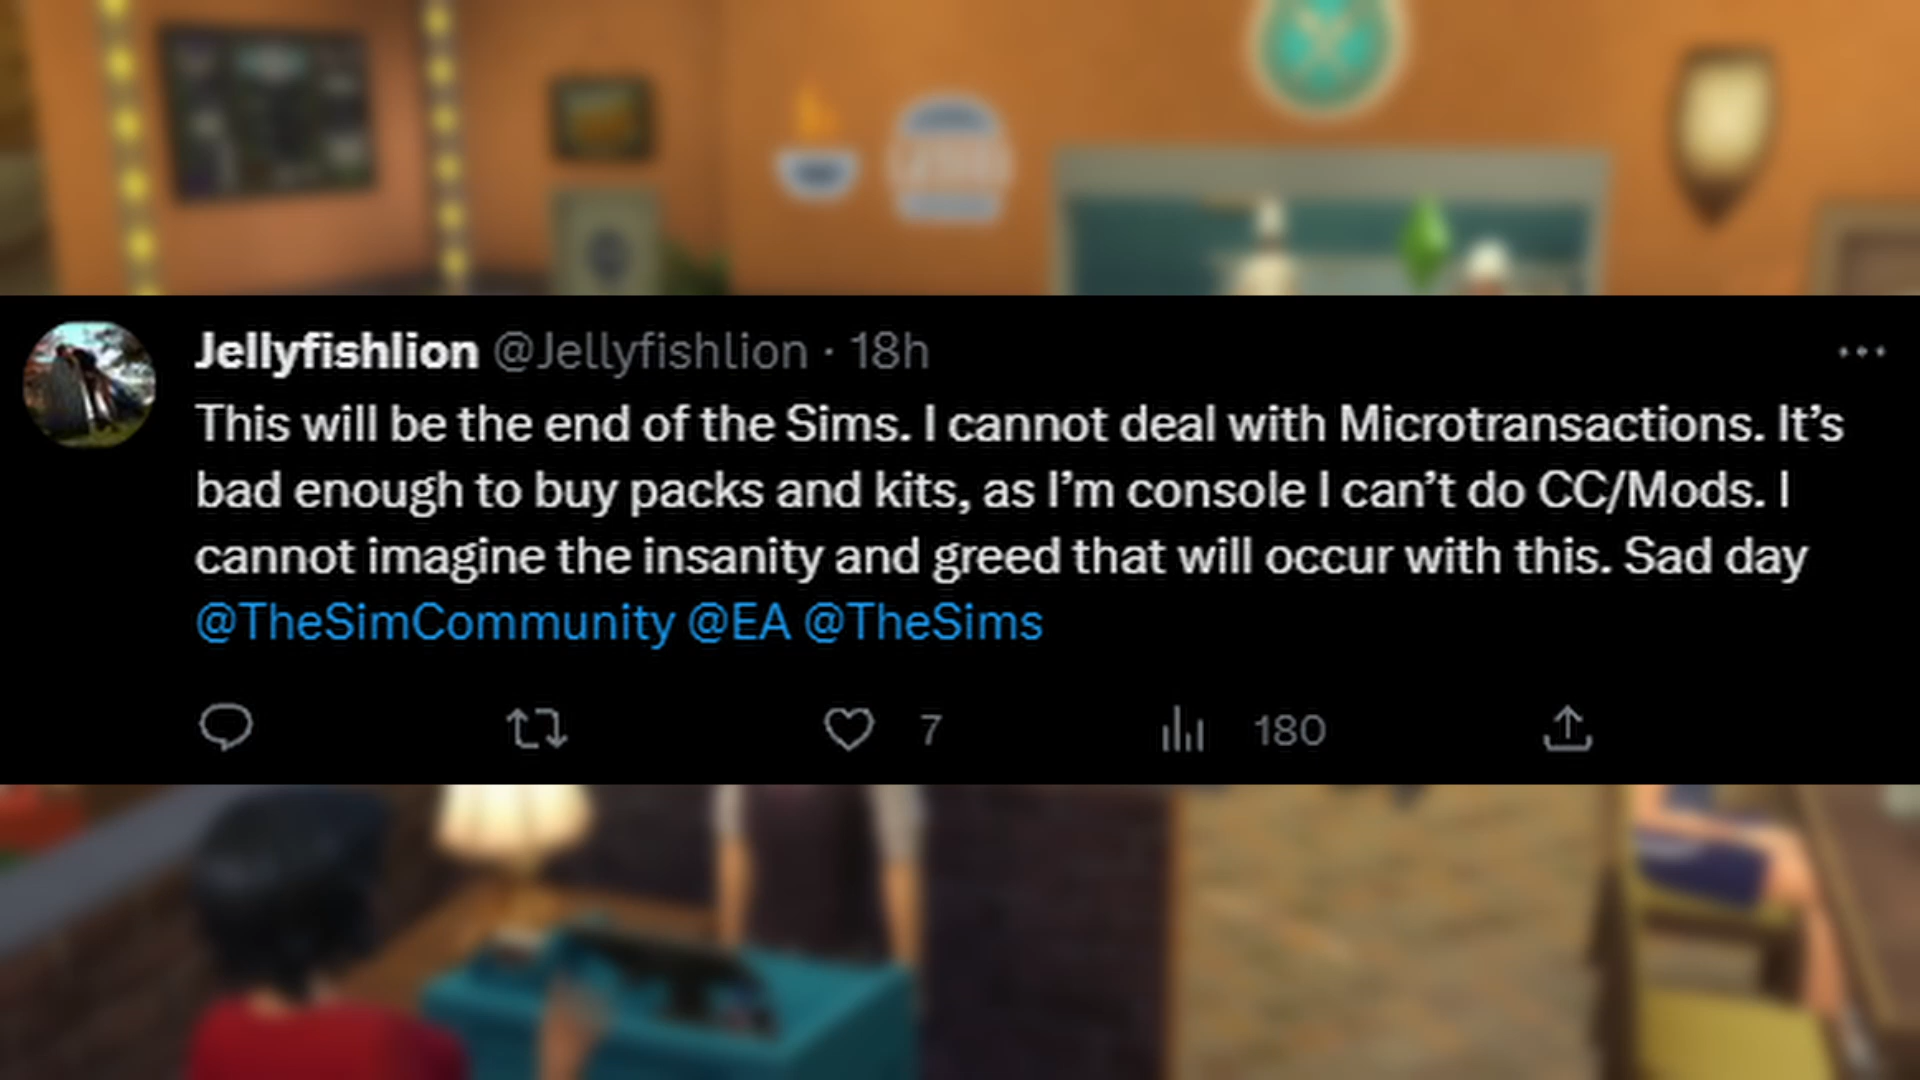 Jellyfishlion @Jellyfishlion · 18h
This will be the end of the Sims. I cannot deal with Microtransactions. It’s
bad enough to buy packs and kits, as I’m console I can’t do CC/Mods. I
cannot imagine the insanity and greed that will occur with this. Sad day
@TheSimCommunity @EA @TheSims
7 180